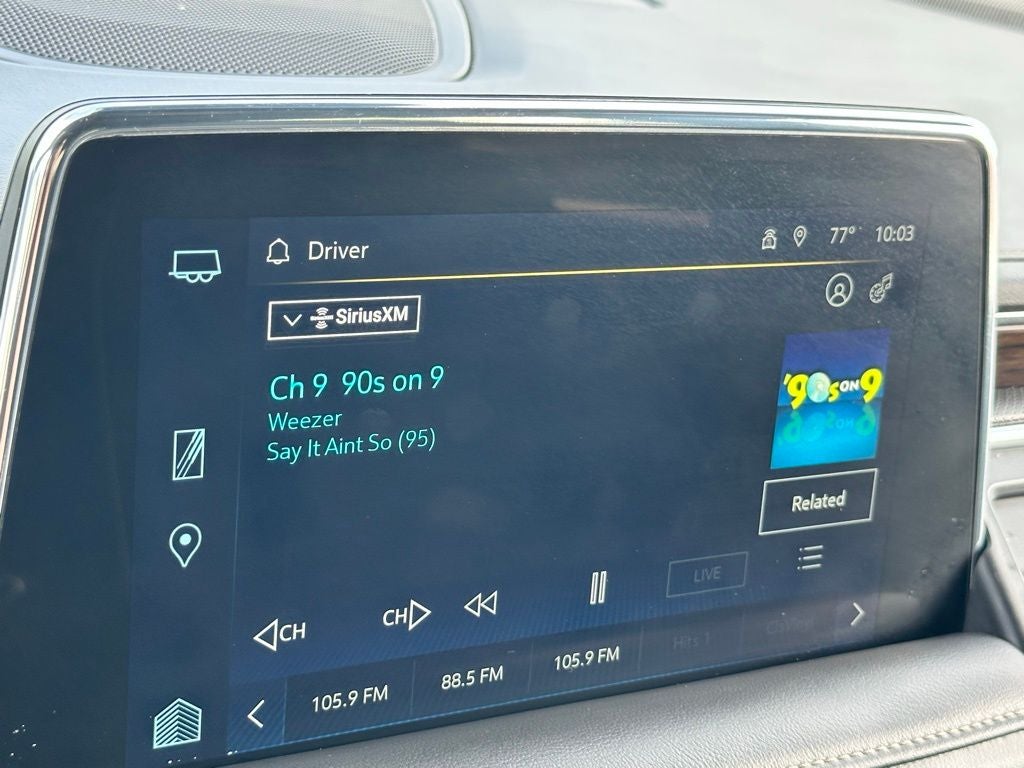 Driver
77° 10:03
SiriusXM
Ch 9 90s on 9
Weezer
Say It Aint So (95)
'90s ON 9
Related
LIVE
CH
CH
105.9 FM
88.5 FM
105.9 FM
Hits 1